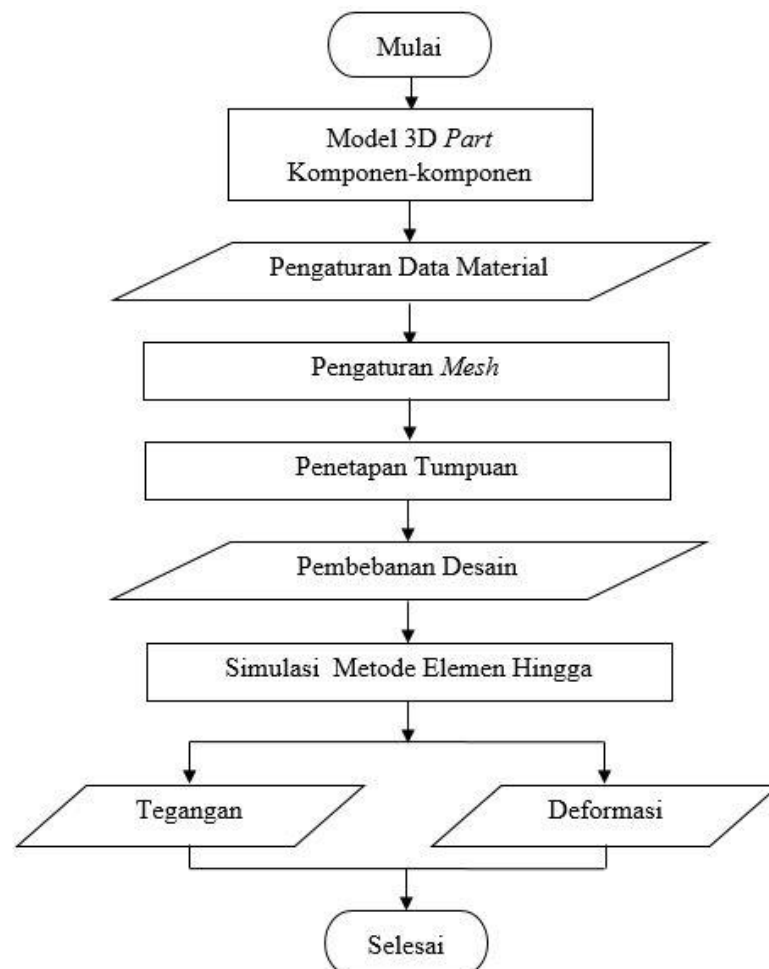 Mulai
Model 3D Part
Komponen-komponen
Pengaturan Data Material
Pengaturan Mesh
Penetapan Tumpuan
Pembebanan Desain
Simulasi Metode Elemen Hingga
Tegangan
Deformasi
Selesai